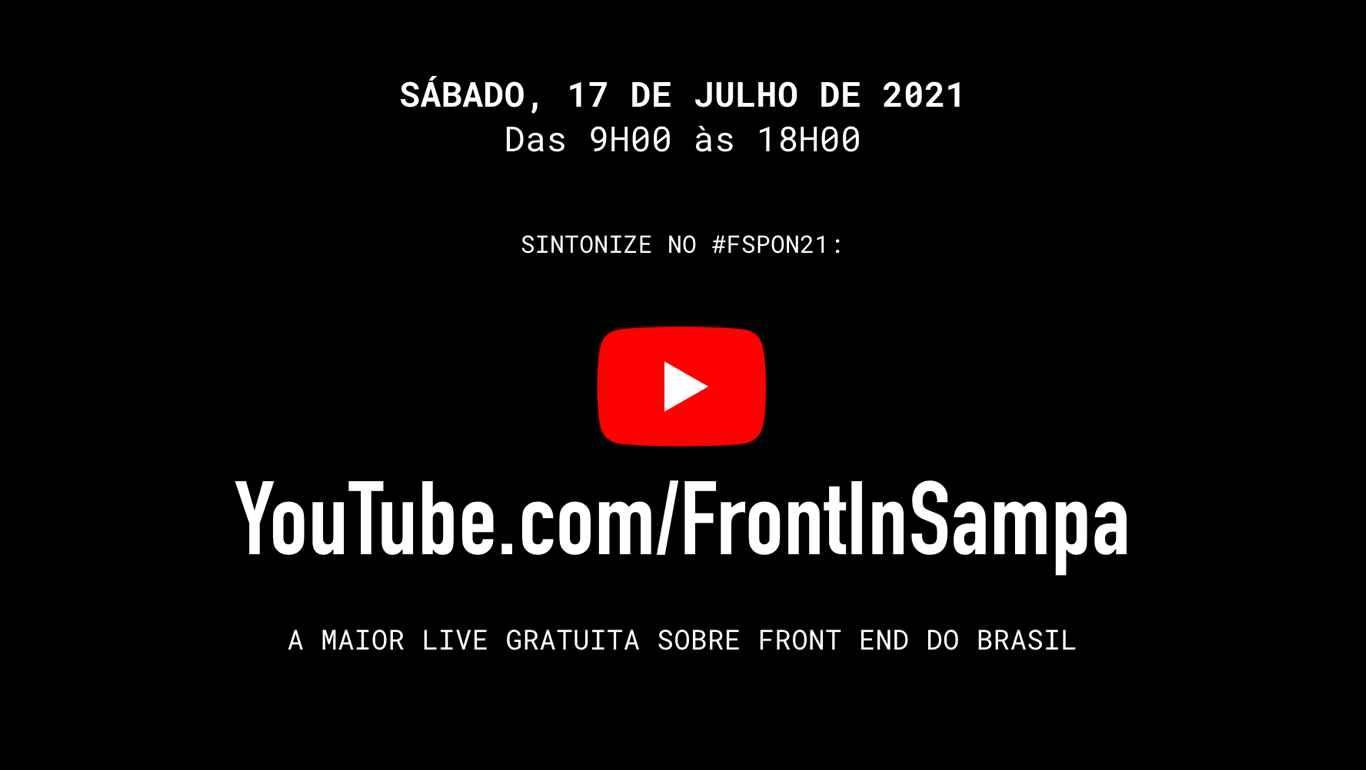 SÁBADO, 17 DE JULHO DE 2021
Das 9H00 às 18H00
SINTONIZE NO #FSPON21:
YouTube.com/FrontInSampa
A MAIOR LIVE GRATUITA SOBRE FRONT END DO BRASIL